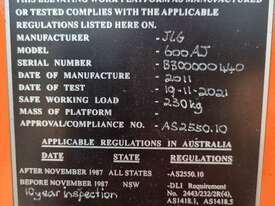 THIS ELEVATING WORK PLATFORM AS MANUFACTURED
OR TESTED COMPLIES WITH THE APPLICABLE
REGULATIONS LISTED HERE ON.
MANUFACTURER - JLG
MODEL - 600AJ
SERIAL NUMBER - B300001440
DATE OF MANUFACTURE - 2011
DATE OF TEST - 19-11-2021
SAFE WORKING LOAD - 230kg
MASS OF PLATFORM -
APPROVAL/COMPLIANCE NO. - AS2550.10
APPLICABLE REGULATIONS IN AUSTRALIA
DATE STATE REGULATIONS
AFTER NOVEMBER 1987 ALL STATES -AS2550.10
BEFORE NOVEMBER 1987 NSW -DLI Requirement
No. 2443/232/2R(4),
10 year inspection AS1418.1, AS1418.5